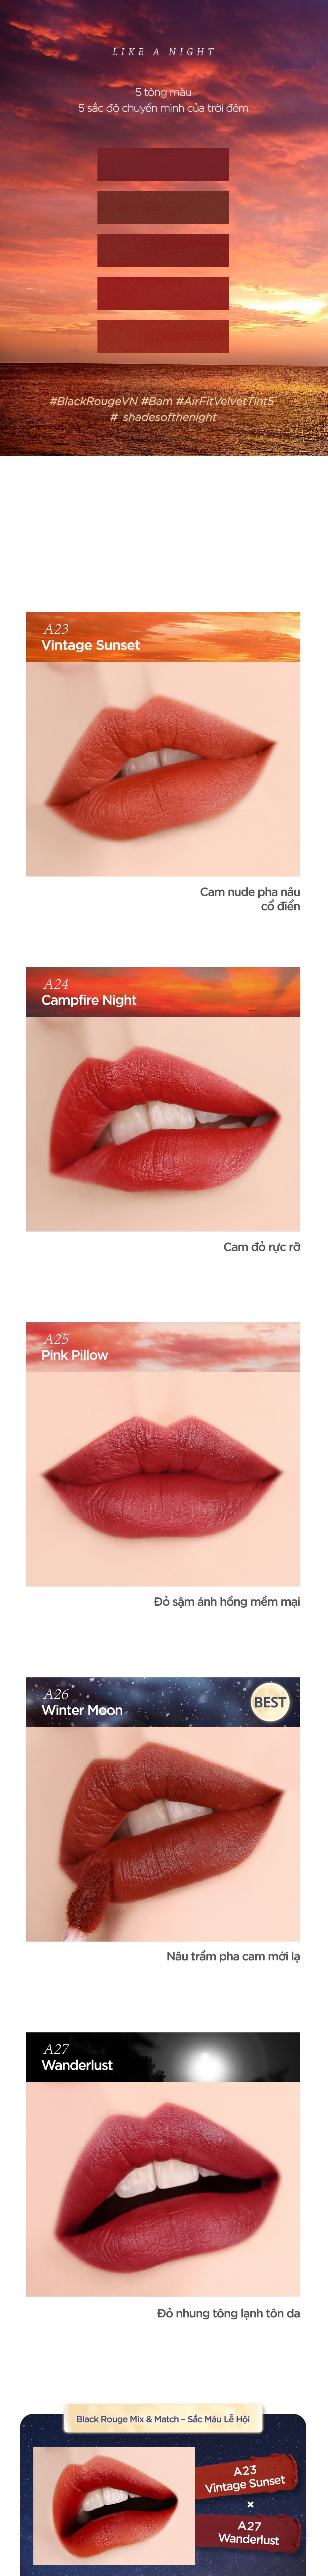 LIKE A NIGHT
5 tông màu
5 sắc độ chuyển mình của trời đêm
#BlackRougeVN #Bam #AirFitVelvetTint5
# shadesofthenight
A23
Vintage Sunset
Cam nude pha nâu
cổ điển
A24
Campfire Night
Cam đỏ rực rỡ
A25
Pink Pillow
Đỏ sậm ánh hồng mềm mại
A26
Winter Moon
BEST
Nâu trầm pha cam mới lạ
A27
Wanderlust
Đỏ nhung tông lạnh tôn da
Black Rouge Mix & Match – Sắc Màu Lễ Hội
A23
Vintage Sunset
×
A27
Wanderlust